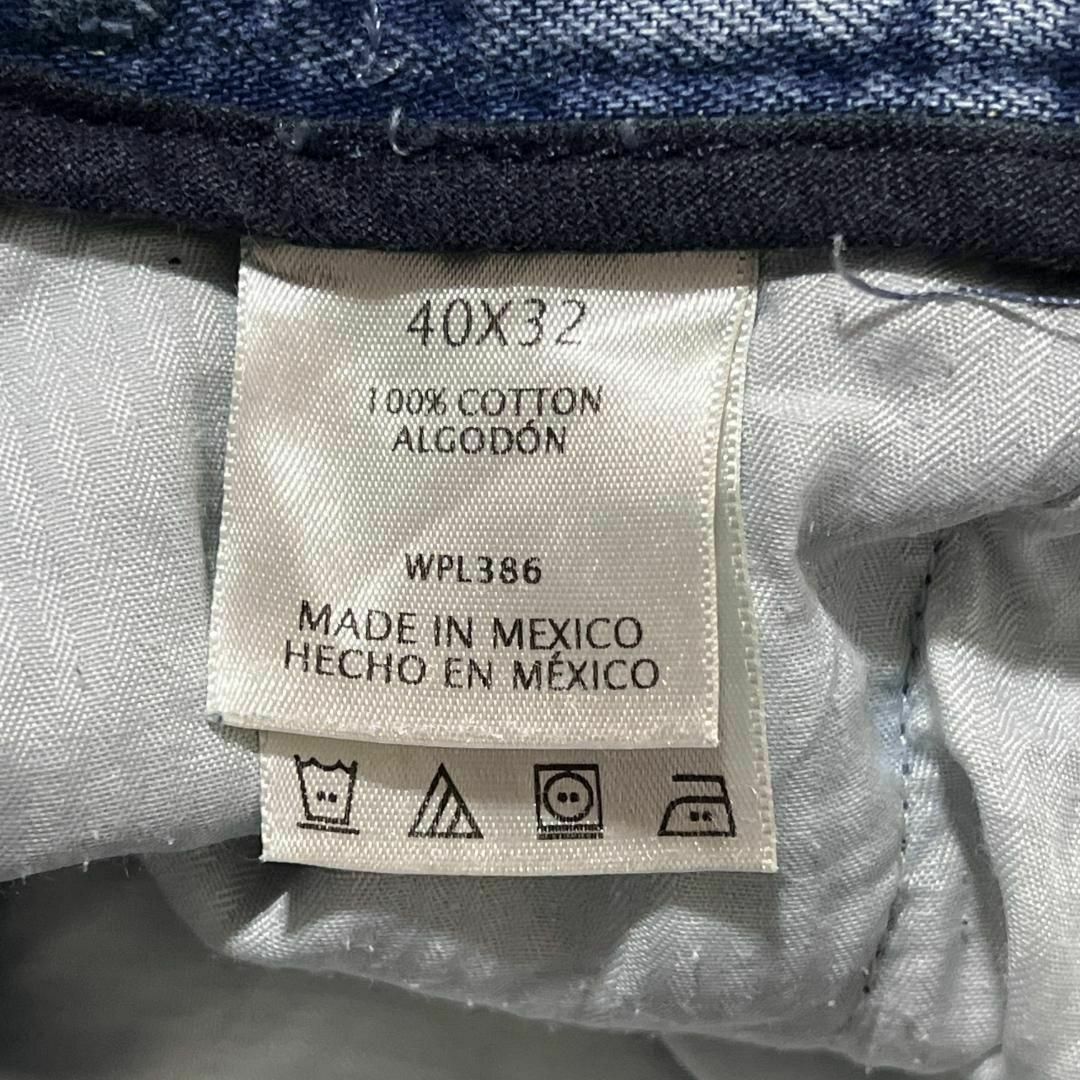 40X32
100% COTTON
ALGODÓN
WPL386
MADE IN MEXICO
HECHO EN MÉXICO